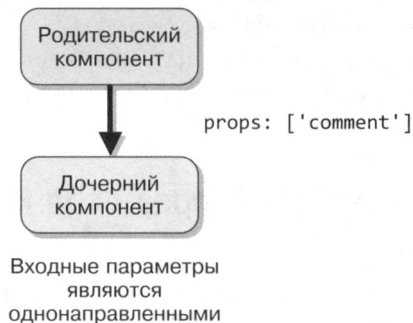 Родительский
компонент
props: ['comment']
Дочерний
компонент
Входные параметры
являются
однонаправленными